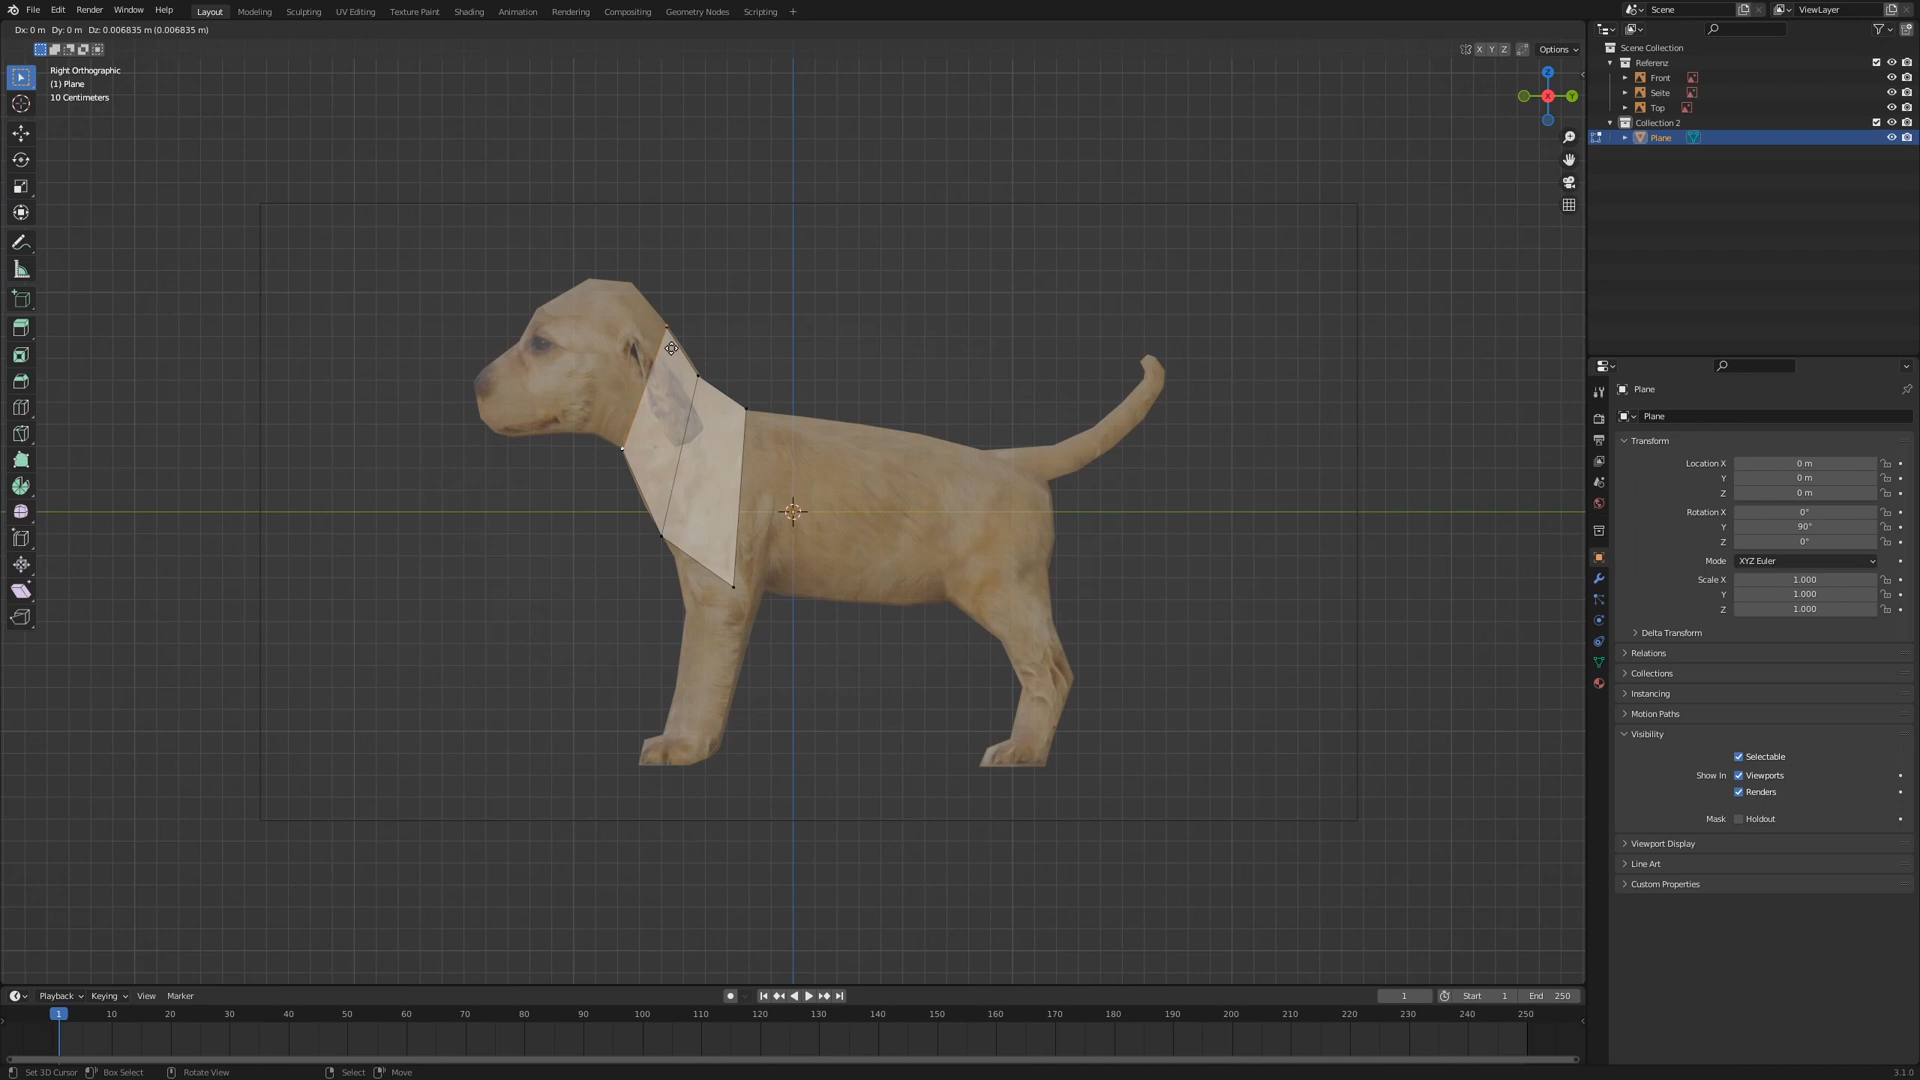 File Edit Render Window Help Layout Modeling Sculpting UV Editing Texture Paint Shading Animation Rendering Compositing Geometry Nodes Scripting + Scene ViewLayer
Dx: 0 m Dy: 0 m Dz: 0.006835 m (0.006835 m)
X Y Z Options
Right Orthographic
(1) Plane
10 Centimeters
Z
X
Y
Scene Collection
Referenz
Front
Seite
Top
Collection 2
Plane
Plane
Plane
Transform
Location X 0 m
Y 0 m
Z 0 m
Rotation X 0°
Y 90°
Z 0°
Mode XYZ Euler
Scale X 1.000
Y 1.000
Z 1.000
Delta Transform
Relations
Collections
Instancing
Motion Paths
Visibility
Selectable
Show In Viewports
Renders
Mask Holdout
Viewport Display
Line Art
Custom Properties
Playback Keying View Marker 1 Start 1 End 250
1 10 20 30 40 50 60 70 80 90 100 110 120 130 140 150 160 170 180 190 200 210 220 230 240 250
Set 3D Cursor Box Select Rotate View Select Move 3.1.0